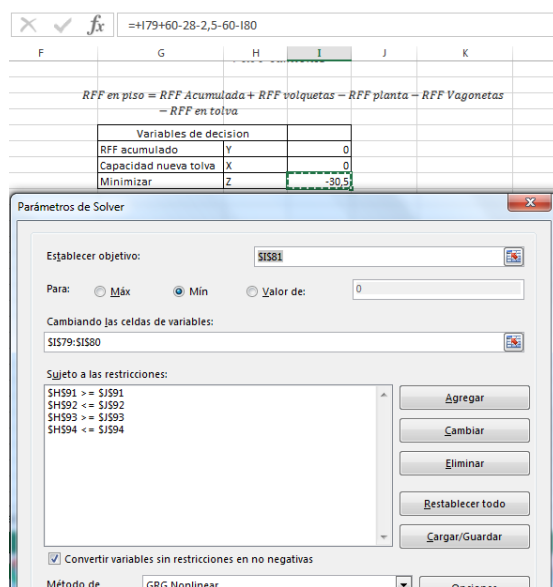 fx =+I79+60-28-2,5-60-I80
F G H I J K
RFF en piso = RFF Acumulada + RFF volquetas − RFF planta − RFF Vagonetas
− RFF en tolva
Variables de decision
RFF acumulado Y 0
Capacidad nueva tolva X 0
Minimizar Z -30,5
Parámetros de Solver
Establecer objetivo: $I$81
Para: Máx Mín Valor de: 0
Cambiando las celdas de variables:
$I$79:$I$80
Sujeto a las restricciones:
$H$91 >= $J$91
$H$92 <= $J$92
$H$93 >= $J$93
$H$94 <= $J$94
Agregar
Cambiar
Eliminar
Restablecer todo
Cargar/Guardar
Convertir variables sin restricciones en no negativas
Método de GRG Nonlinear Opciones